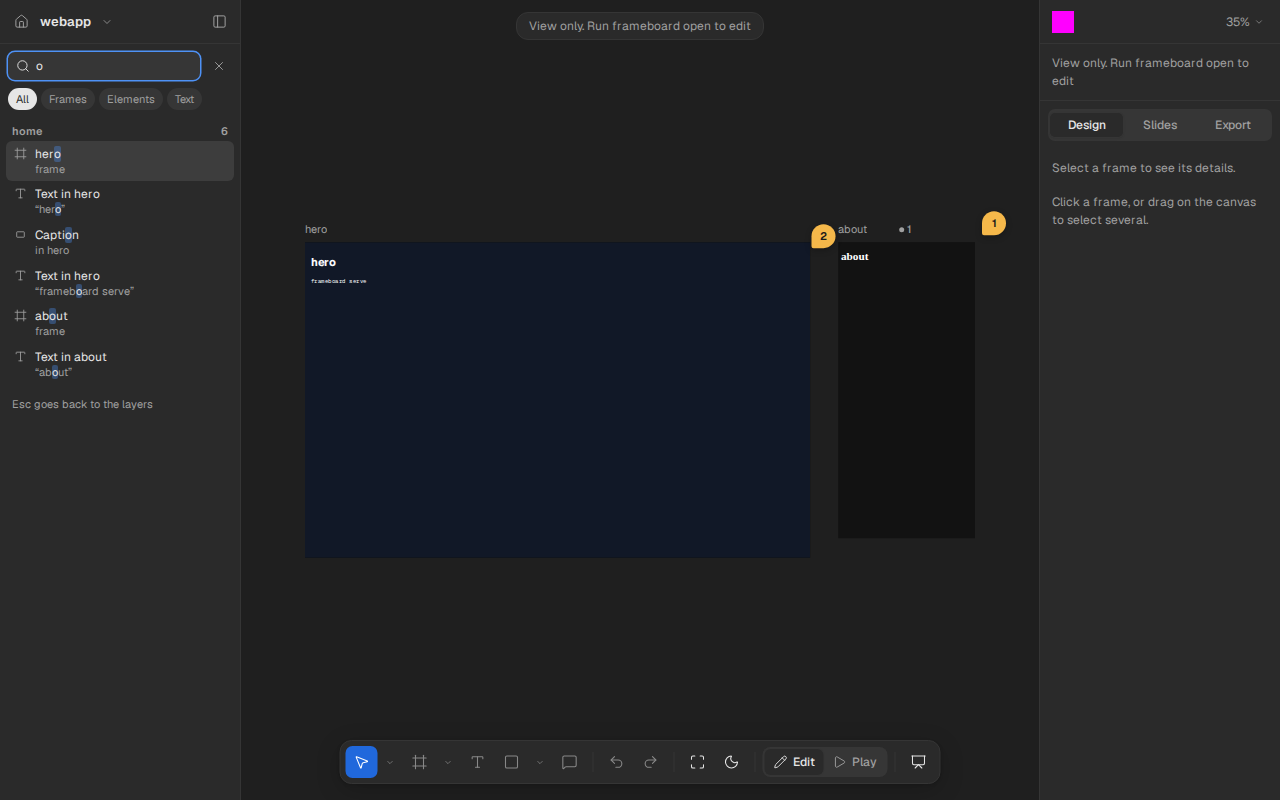 webapp
View only. Run frameboard open to edit
35%
o
View only. Run frameboard open to
edit
All
Frames
Elements
Text
Design
Slides
Export
home
6
hero
frame
Text in hero
“hero”
Caption
in hero
Text in hero
“frameboard serve”
about
frame
Text in about
“about”
Esc goes back to the layers
Select a frame to see its details.
Click a frame, or drag on the canvas
to select several.
hero
2
about
1
1
hero
frameboard serve
about
Edit
Play